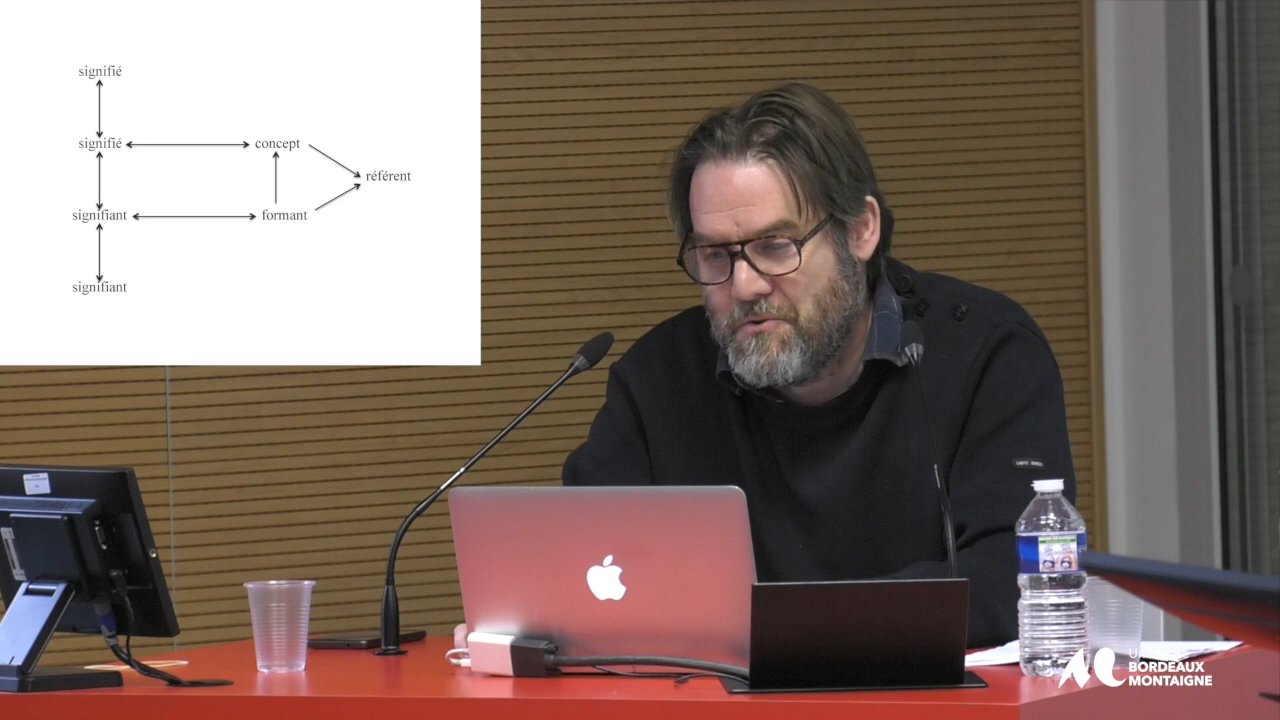 signifié
signifié concept
référent
signifiant formant
signifiant
BORDEAUX
MONTAIGNE